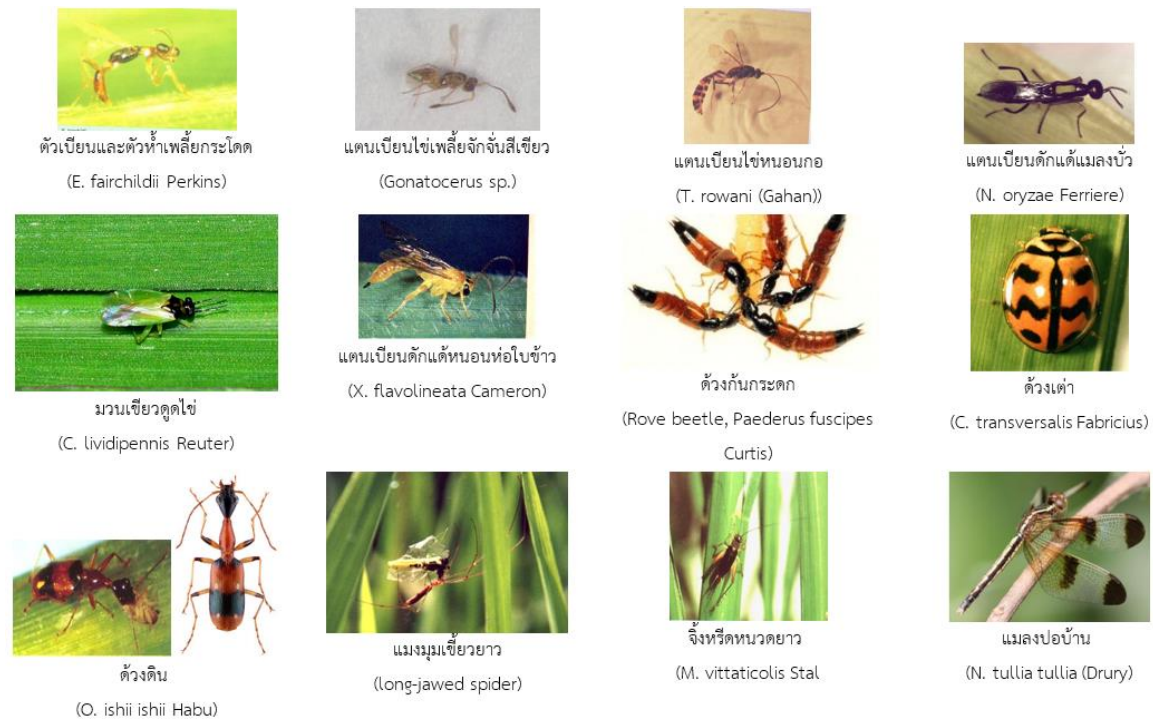 ตัวเบียนและตัวห้ำเพลี้ยกระโดด
(E. fairchildii Perkins)
แตนเบียนไข่เพลี้ยจักจั่นสีเขียว
(Gonatocerus sp.)
แตนเบียนไข่หนอนกอ
(T. rowani (Gahan))
แตนเบียนดักแด้แมลงบั่ว
(N. oryzae Ferriere)
มวนเขียวดูดไข่
(C. lividipennis Reuter)
แตนเบียนดักแด้หนอนห่อใบข้าว
(X. flavolineata Cameron)
ด้วงก้นกระดก
(Rove beetle, Paederus fuscipes
Curtis)
ด้วงเต่า
(C. transversalis Fabricius)
ด้วงดิน
(O. ishii ishii Habu)
แมงมุมเขี้ยวยาว
(long-jawed spider)
จิ้งหรีดหนวดยาว
(M. vittaticolis Stal
แมลงปอบ้าน
(N. tullia tullia (Drury)